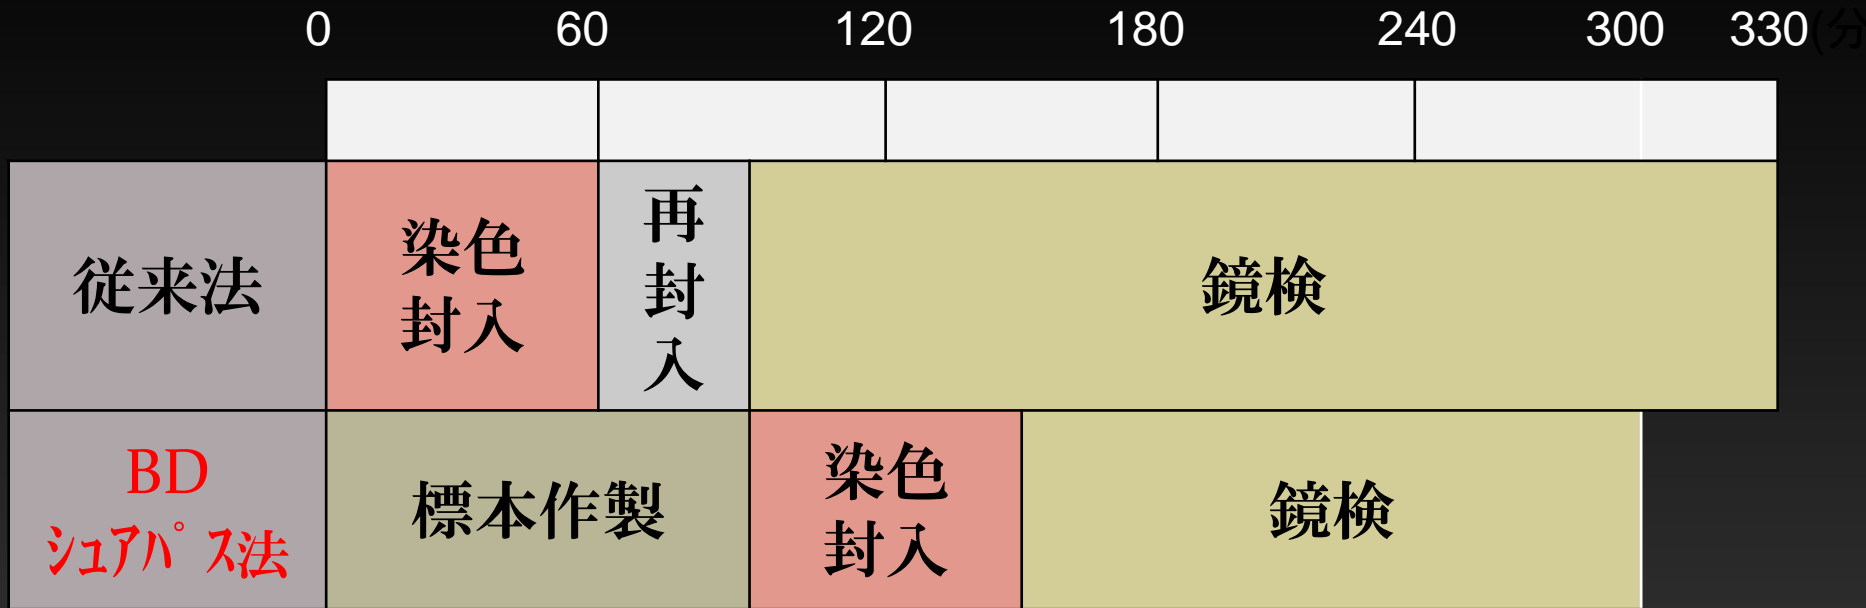 0 60 120 180 240 300 330(分
従来法
染色
封入
再
封
入
鏡検
BD
シュアパス法
標本作製
染色
封入
鏡検